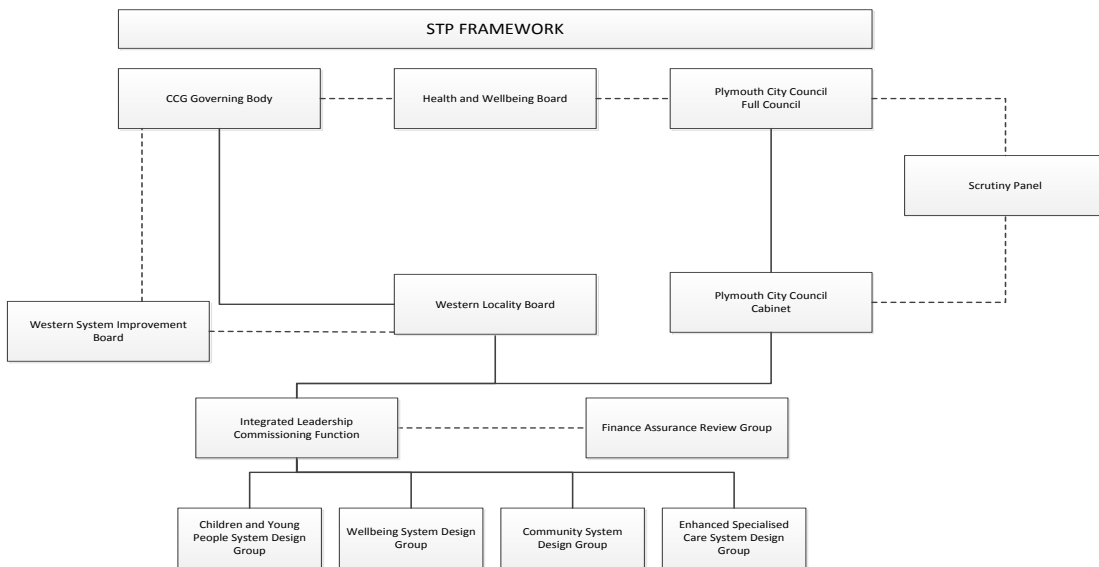 STP FRAMEWORK
CCG Governing Body
Health and Wellbeing Board
Plymouth City Council
Full Council
Scrutiny Panel
Western Locality Board
Plymouth City Council
Cabinet
Western System Improvement
Board
Integrated Leadership
Commissioning Function
Finance Assurance Review Group
Children and Young
People System Design
Group
Wellbeing System Design
Group
Community System
Design Group
Enhanced Specialised
Care System Design
Group